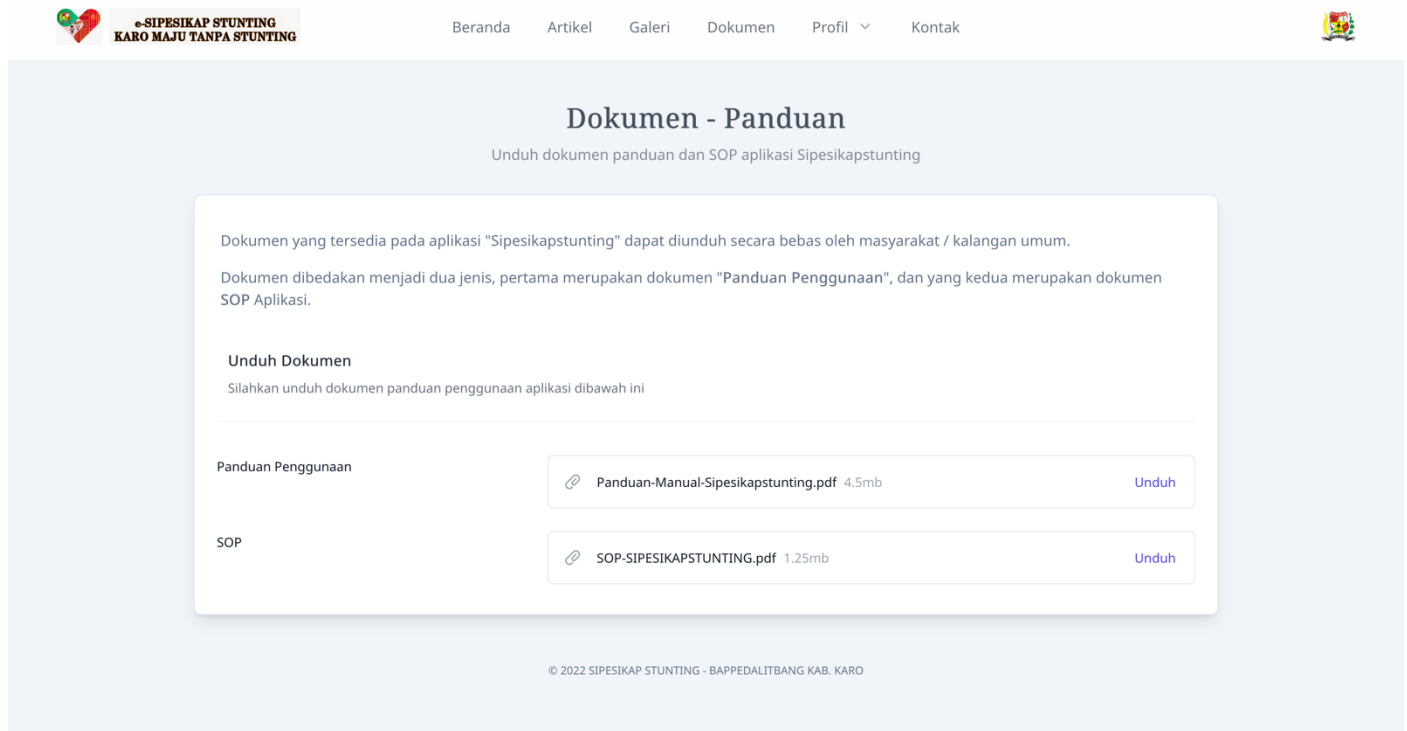 e-SIPESIKAP STUNTING
KARO MAJU TANPA STUNTING
Beranda Artikel Galeri Dokumen Profil Kontak
Dokumen - Panduan
Unduh dokumen panduan dan SOP aplikasi Sipesikapstunting
Dokumen yang tersedia pada aplikasi "Sipesikapstunting" dapat diunduh secara bebas oleh masyarakat / kalangan umum.
Dokumen dibedakan menjadi dua jenis, pertama merupakan dokumen "Panduan Penggunaan", dan yang kedua merupakan dokumen
SOP Aplikasi.
Unduh Dokumen
Silahkan unduh dokumen panduan penggunaan aplikasi dibawah ini
Panduan Penggunaan
Panduan-Manual-Sipesikapstunting.pdf 4.5mb Unduh
SOP
SOP-SIPESIKAPSTUNTING.pdf 1.25mb Unduh
© 2022 SIPESIKAP STUNTING - BAPPEDALITBANG KAB. KARO